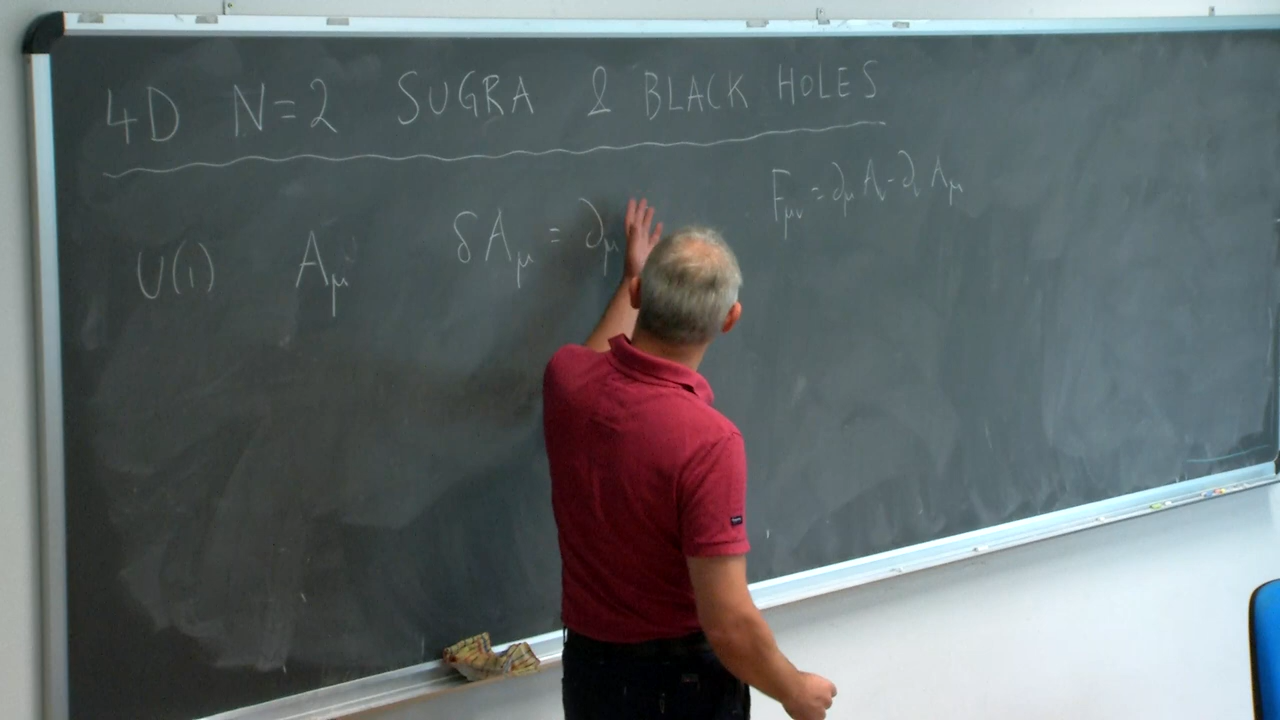 4D N=2 SUGRA & BLACK HOLES
U(1) A_μ δA_μ = ∂_μ F_μν = ∂_μ A_ν - ∂_ν A_μ